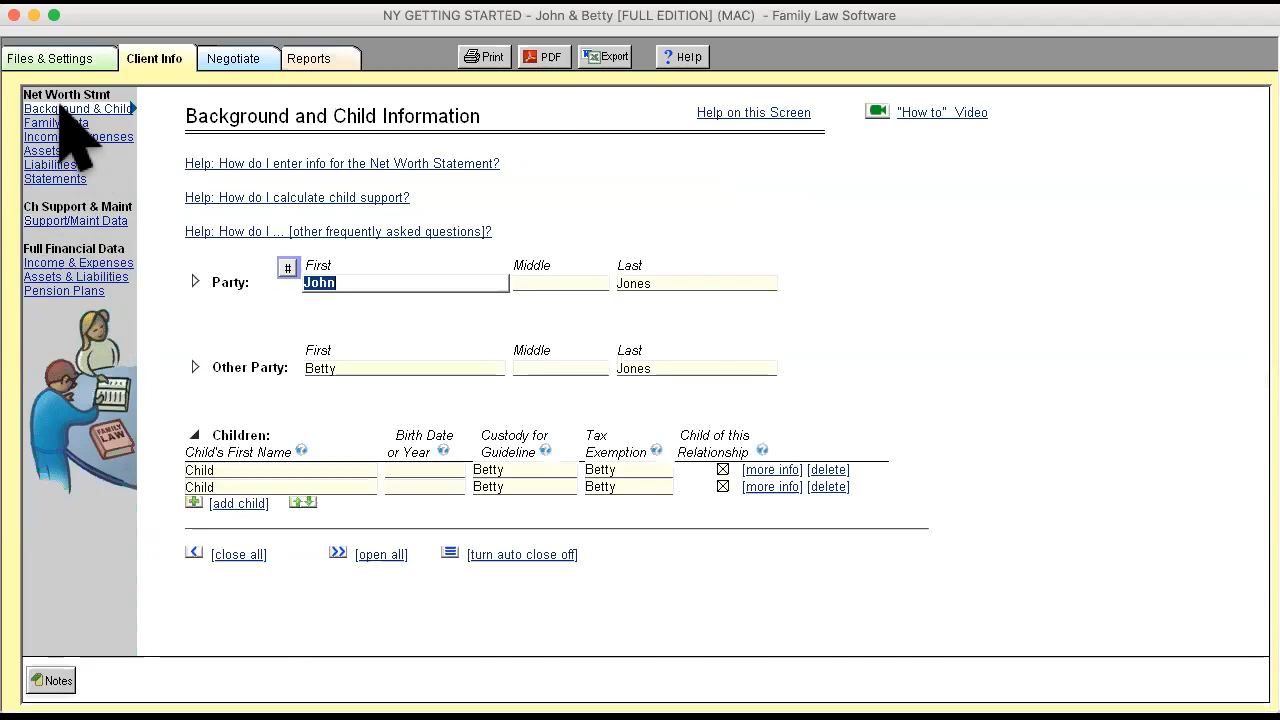 NY GETTING STARTED - John & Betty [FULL EDITION] (MAC) - Family Law Software
Files & Settings Client Info Negotiate Reports Print PDF Export ? Help
Net Worth Stmt
Background & Child
Family
Income Expenses
Assets
Liabilities
Statements
Ch Support & Maint
Support/Maint Data
Full Financial Data
Income & Expenses
Assets & Liabilities
Pension Plans
FAMILY LAW
Background and Child Information Help on this Screen "How to" Video
Help: How do I enter info for the Net Worth Statement?
Help: How do I calculate child support?
Help: How do I ... [other frequently asked questions]?
# First Middle Last
Party: John Jones
First Middle Last
Other Party: Betty Jones
Children: Birth Date Custody for Tax Child of this
Child's First Name ? or Year ? Guideline ? Exemption ? Relationship ?
Child Betty Betty [more info] [delete]
Child Betty Betty [more info] [delete]
[add child]
[close all] [open all] [turn auto close off]
Notes